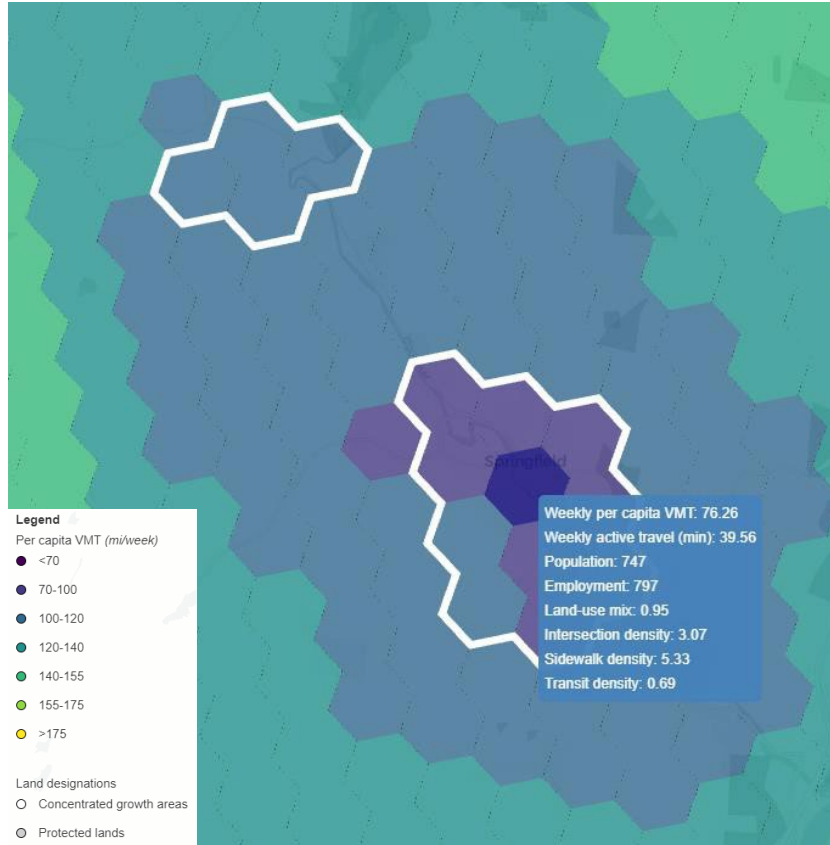 Springfield
Weekly per capita VMT: 76.26
Weekly active travel (min): 39.56
Population: 747
Employment: 797
Land-use mix: 0.95
Intersection density: 3.07
Sidewalk density: 5.33
Transit density: 0.69
Legend
Per capita VMT (mi/week)
<70
70-100
100-120
120-140
140-155
155-175
>175
Land designations
Concentrated growth areas
Protected lands